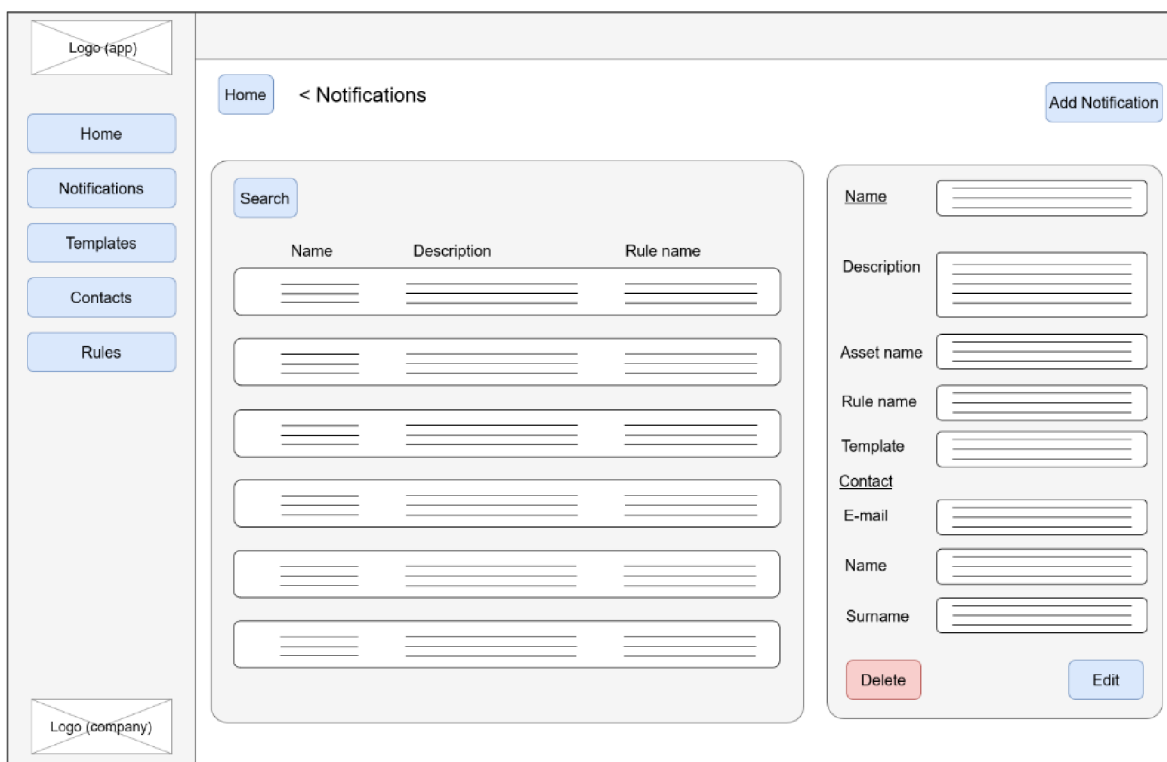 Logo (app)
Home
Notifications
Templates
Contacts
Rules
Logo (company)
Home < Notifications
Add Notification
Search
Name Description Rule name
Name
Description
Asset name
Rule name
Template
Contact
E-mail
Name
Surname
Delete Edit